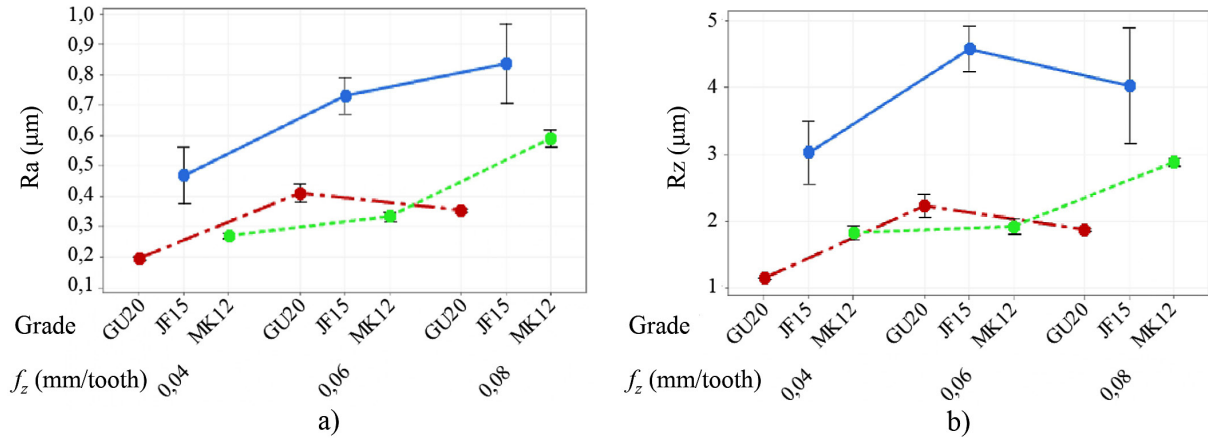 1,0
0,9
0,8
0,7
0,6
0,5
0,4
0,3
0,2
0,1
Ra (μm)
GU20 JF15 MK12 GU20 JF15 MK12 GU20 JF15 MK12
Grade
f_z (mm/tooth) 0,04 0,06 0,08
a)
5
4
3
2
1
Rz (μm)
GU20 JF15 MK12 GU20 JF15 MK12 GU20 JF15 MK12
Grade
f_z (mm/tooth) 0,04 0,06 0,08
b)